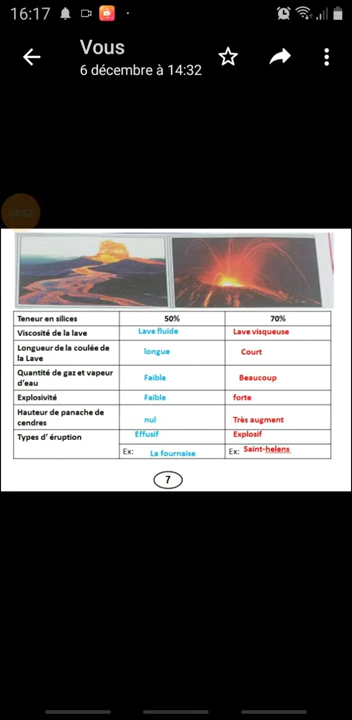 16:17
Vous
6 décembre à 14:32
Teneur en silices 50% 70%
Viscosité de la lave Lave fluide Lave visqueuse
Longueur de la coulée de la Lave longue Court
Quantité de gaz et vapeur d'eau Faible Beaucoup
Explosivité Faible forte
Hauteur de panache de cendres nul Très augment
Types d' éruption Effusif Explosif
Ex: La fournaise Ex: Saint-helens
7